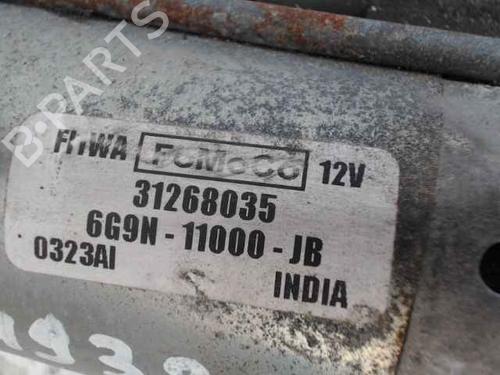 B-PARTS
FHWA FoMoCo 12V
31268035
6G9N - 11000 - JB
0323AI
INDIA